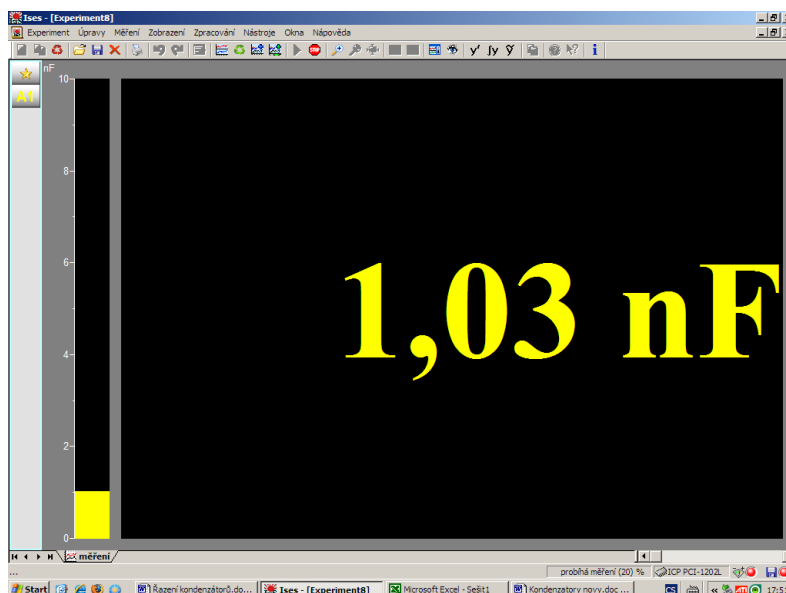 Ises - [Experiment8]
Experiment Úpravy Měření Zobrazení Zpracování Nástroje Okna Nápověda
y' ∫y
A1
nF
10
8
6
4
2
0
1,03 nF
měření
...
probíhá měření (20) % ICP PCI-1202L
Start Řazení kondenzátorů.do... Ises - [Experiment8] Microsoft Excel - Sešit1 Kondenzatory novy.doc ... CS «